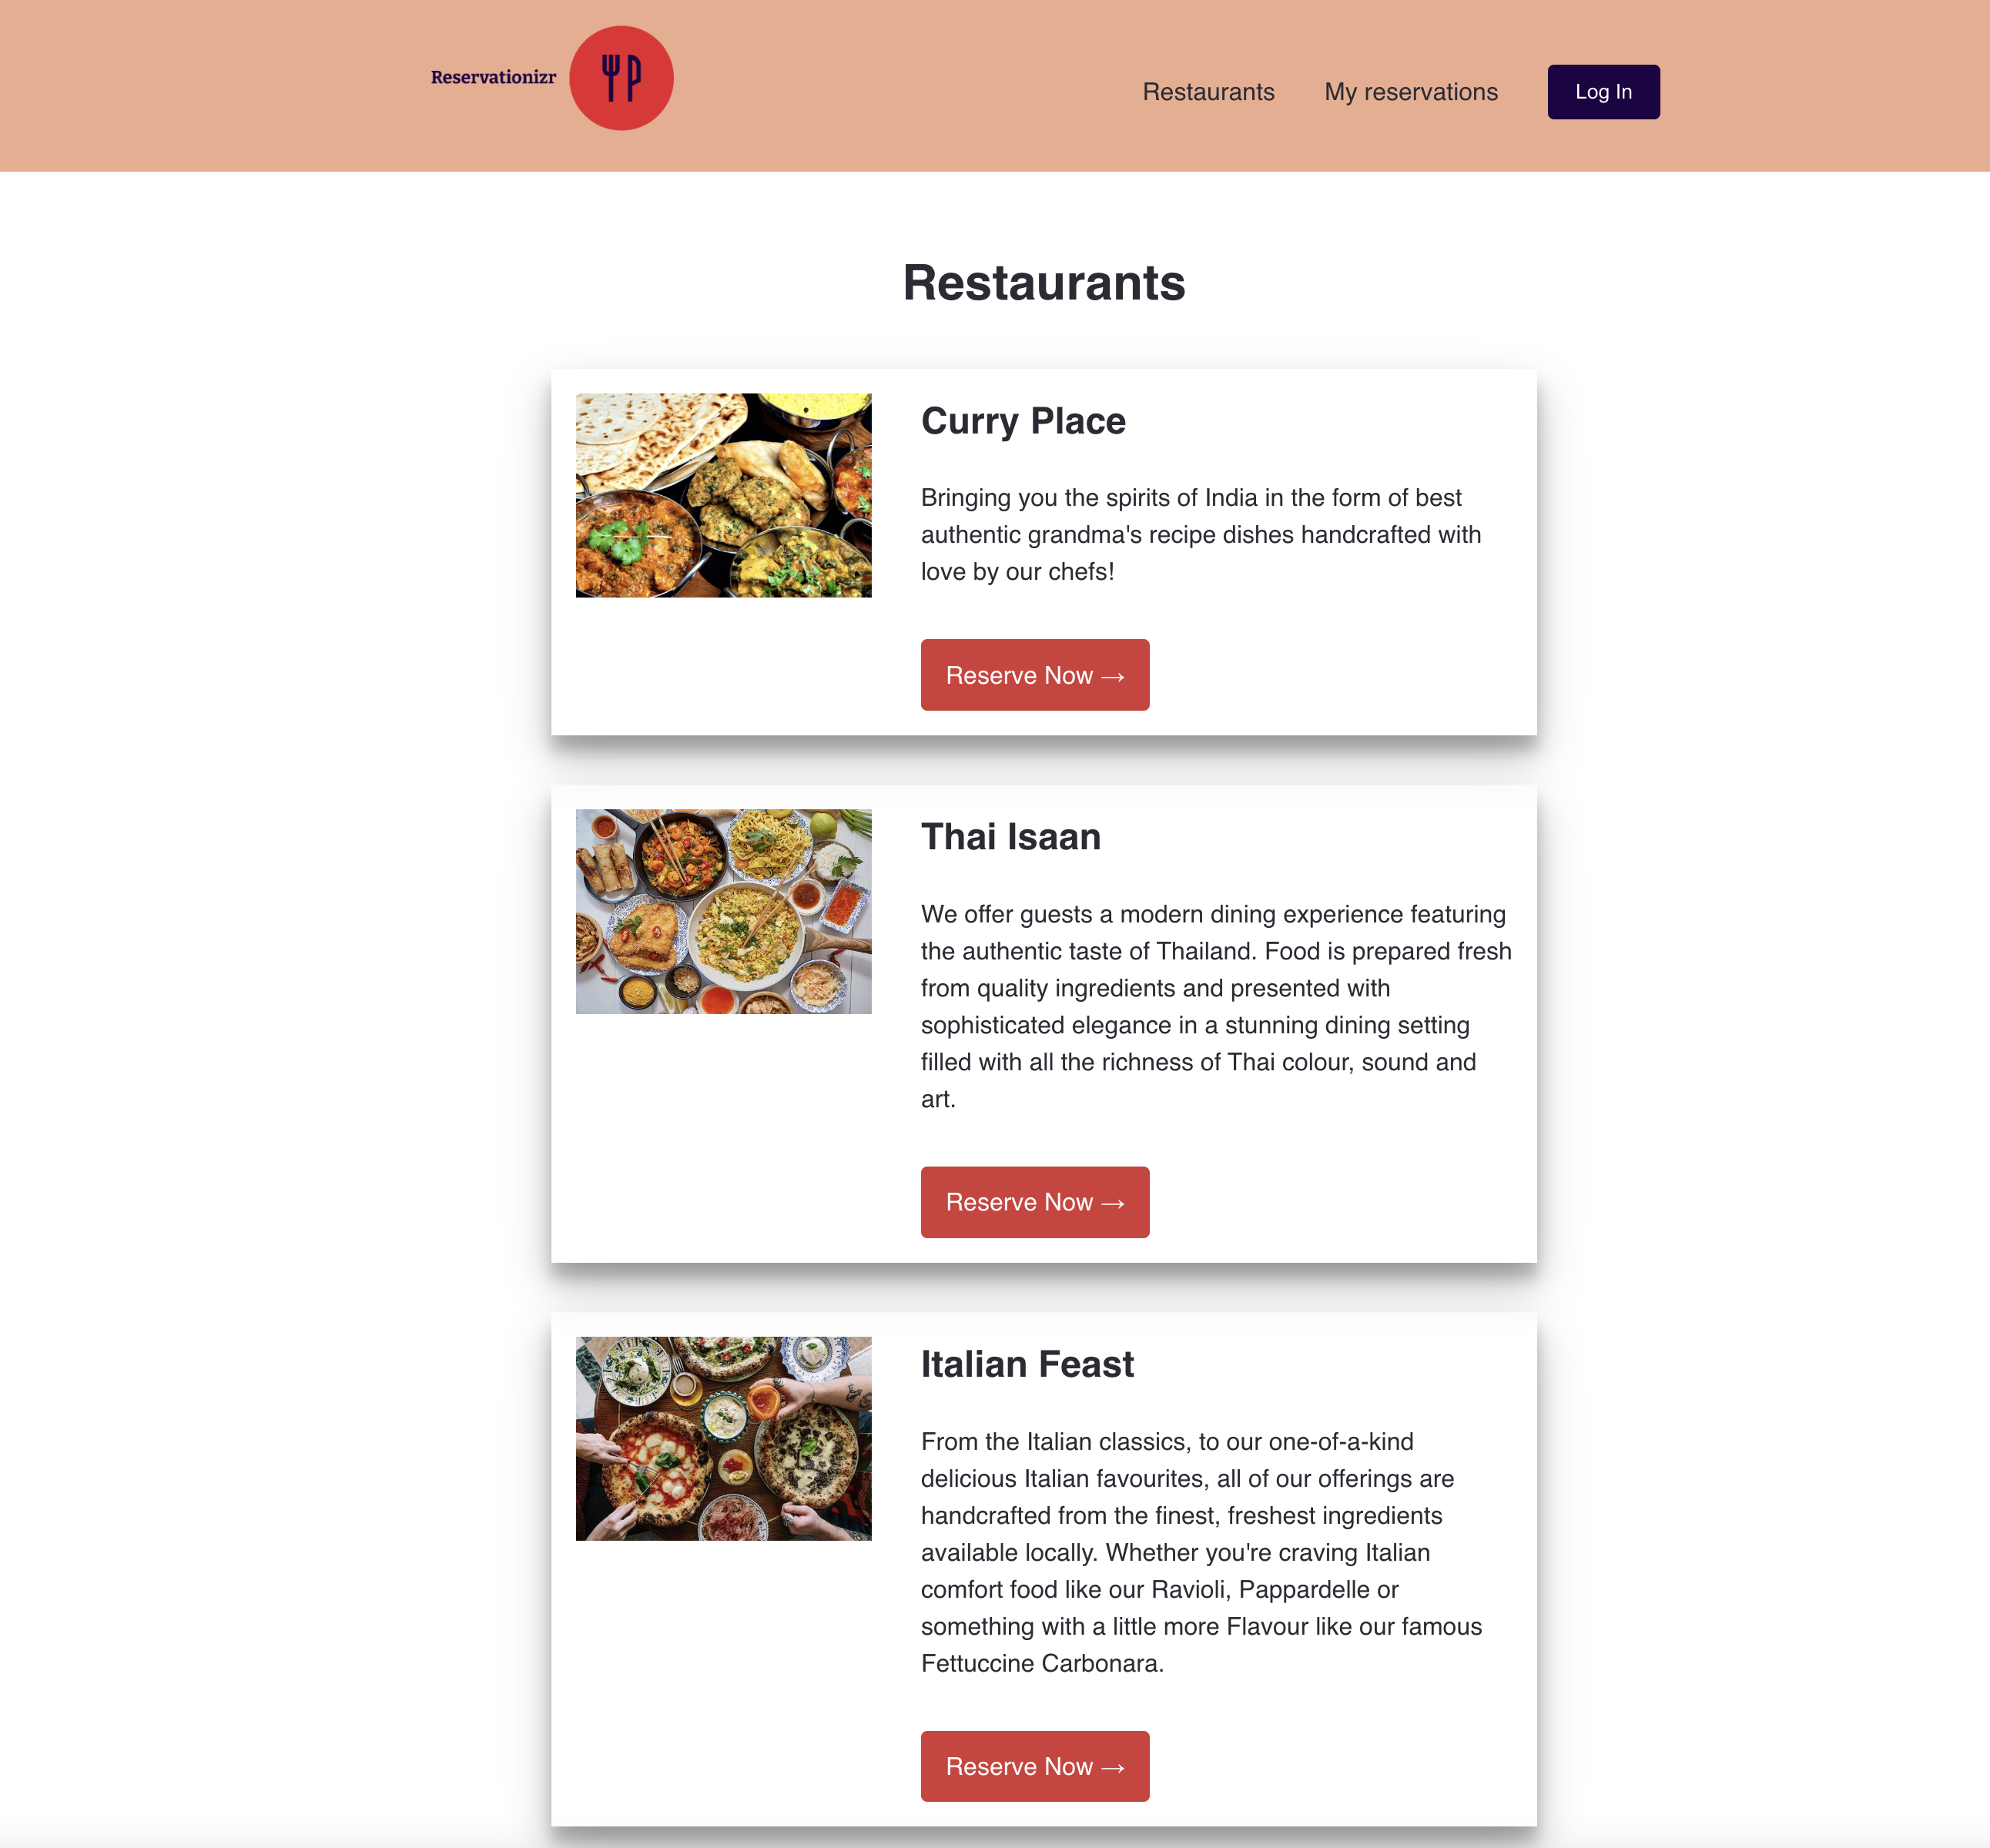 Reservationizr
Restaurants
My reservations
Log In
Restaurants
Curry Place
Bringing you the spirits of India in the form of best
authentic grandma's recipe dishes handcrafted with
love by our chefs!
Reserve Now →
Thai Isaan
We offer guests a modern dining experience featuring
the authentic taste of Thailand. Food is prepared fresh
from quality ingredients and presented with
sophisticated elegance in a stunning dining setting
filled with all the richness of Thai colour, sound and
art.
Reserve Now →
Italian Feast
From the Italian classics, to our one-of-a-kind
delicious Italian favourites, all of our offerings are
handcrafted from the finest, freshest ingredients
available locally. Whether you're craving Italian
comfort food like our Ravioli, Pappardelle or
something with a little more Flavour like our famous
Fettuccine Carbonara.
Reserve Now →